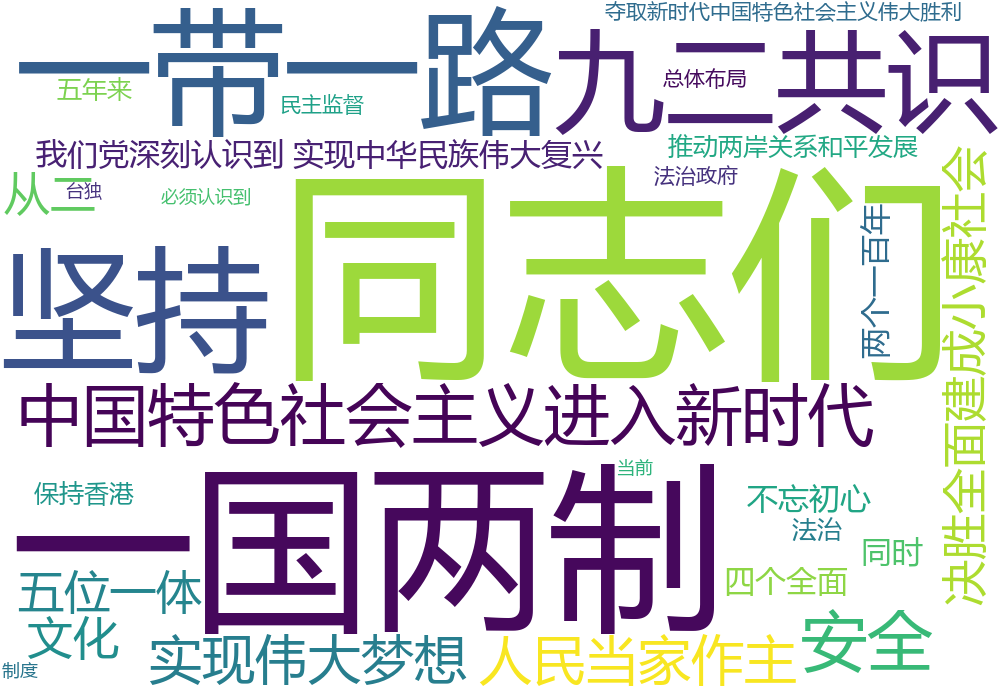 夺取新时代中国特色社会主义伟大胜利
一带一路
九二共识
总体布局
五年来
民主监督
推动两岸关系和平发展
我们党深刻认识到 实现中华民族伟大复兴
法治政府
从二
台独
必须认识到
同志们
坚持
两个一百年
决胜全面建成小康社会
中国特色社会主义进入新时代
当前
一国两制
保持香港
不忘初心
法治
同时
五位一体
四个全面
文化
安全
实现伟大梦想
人民当家作主
制度